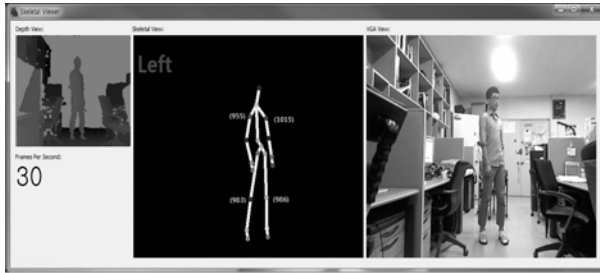 Skeletal Viewer
Depth View:
Skeletal View:
VGA View:
Left
(955)
(1015)
Frames Per Second:
30
(983)
(986)